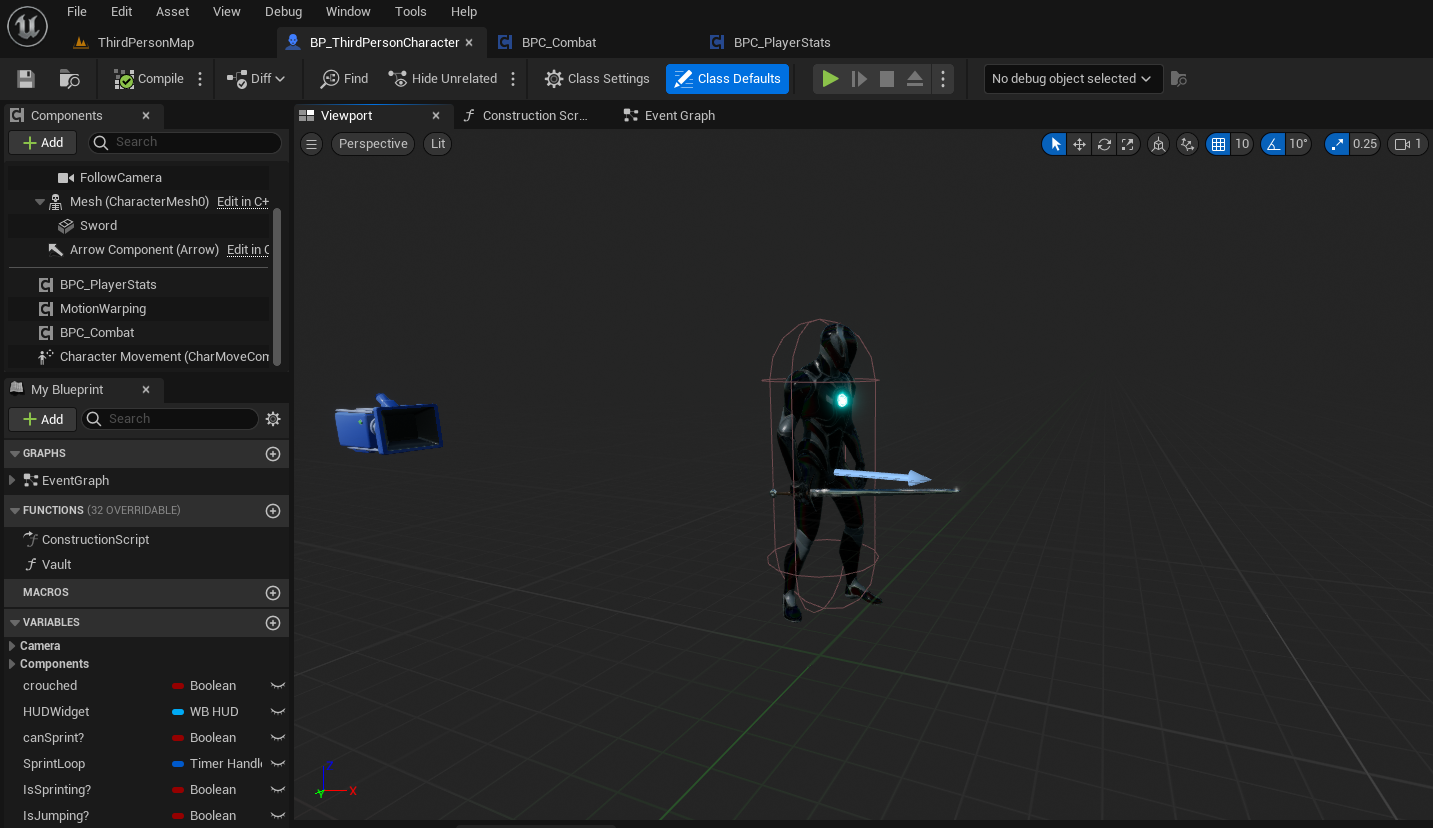 File Edit Asset View Debug Window Tools Help
ThirdPersonMap BP_ThirdPersonCharacter BPC_Combat BPC_PlayerStats
Compile Diff Find Hide Unrelated Class Settings Class Defaults No debug object selected
Components Viewport Construction Scr... Event Graph
Add Search Perspective Lit 10 10° 0.25 1
FollowCamera
Mesh (CharacterMesh0) Edit in C+
Sword
Arrow Component (Arrow) Edit in C
BPC_PlayerStats
MotionWarping
BPC_Combat
Character Movement (CharMoveCom
My Blueprint
Add Search
GRAPHS
EventGraph
FUNCTIONS (32 OVERRIDABLE)
ConstructionScript
Vault
MACROS
VARIABLES
Camera
Components
crouched Boolean
HUDWidget WB HUD
canSprint? Boolean
SprintLoop Timer Handl
IsSprinting? Boolean
IsJumping? Boolean
Z
Y X